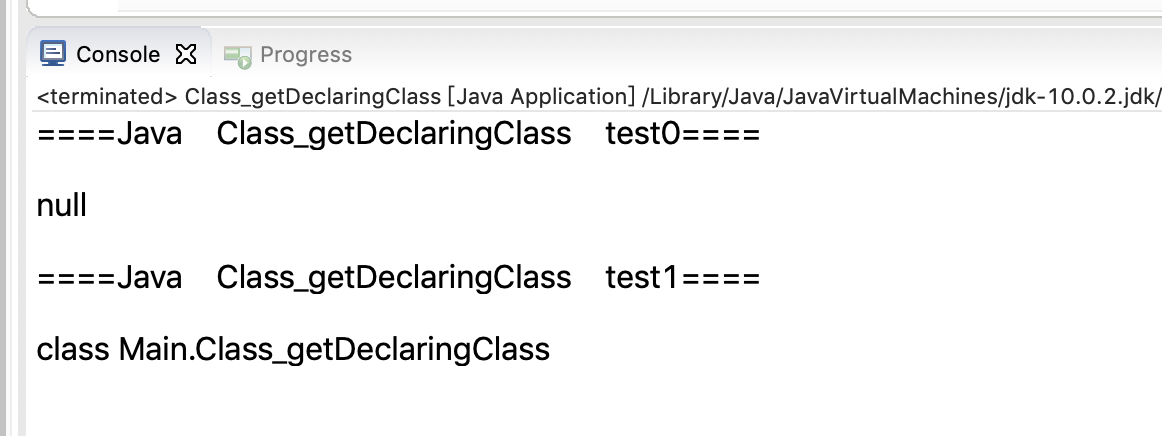 Console Progress
<terminated> Class_getDeclaringClass [Java Application] /Library/Java/JavaVirtualMachines/jdk-10.0.2.jdk/
====Java Class_getDeclaringClass test0====
null
====Java Class_getDeclaringClass test1====
class Main.Class_getDeclaringClass